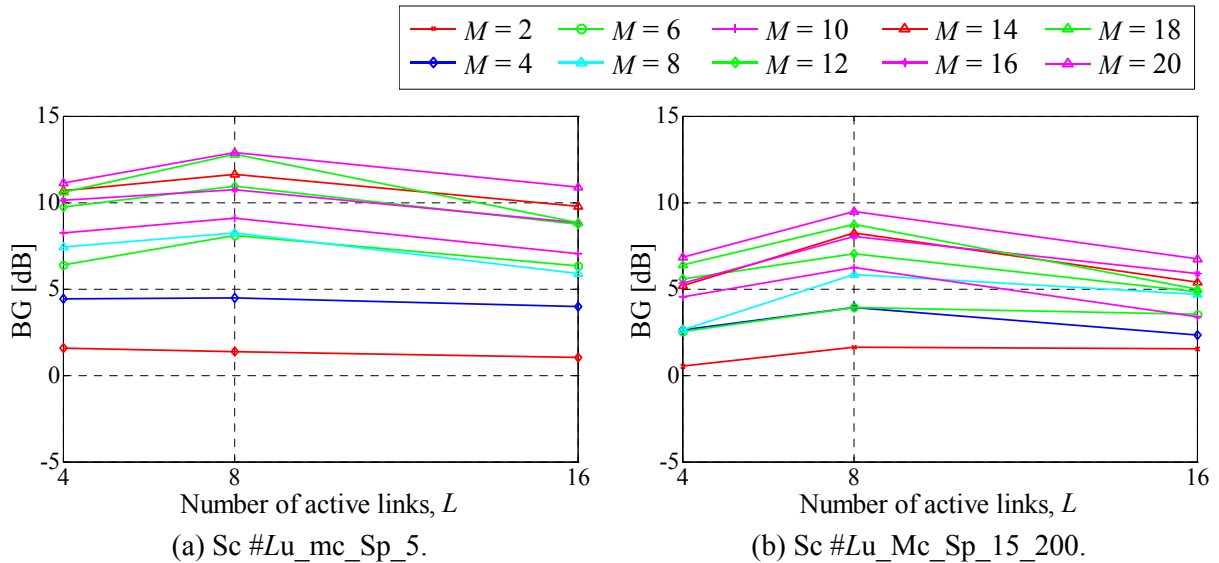 M = 2 M = 6 M = 10 M = 14 M = 18
M = 4 M = 8 M = 12 M = 16 M = 20
15
10
5
0
-5
BG [dB]
4 8 16
Number of active links, L
(a) Sc #Lu_mc_Sp_5.
15
10
5
0
-5
BG [dB]
4 8 16
Number of active links, L
(b) Sc #Lu_Mc_Sp_15_200.